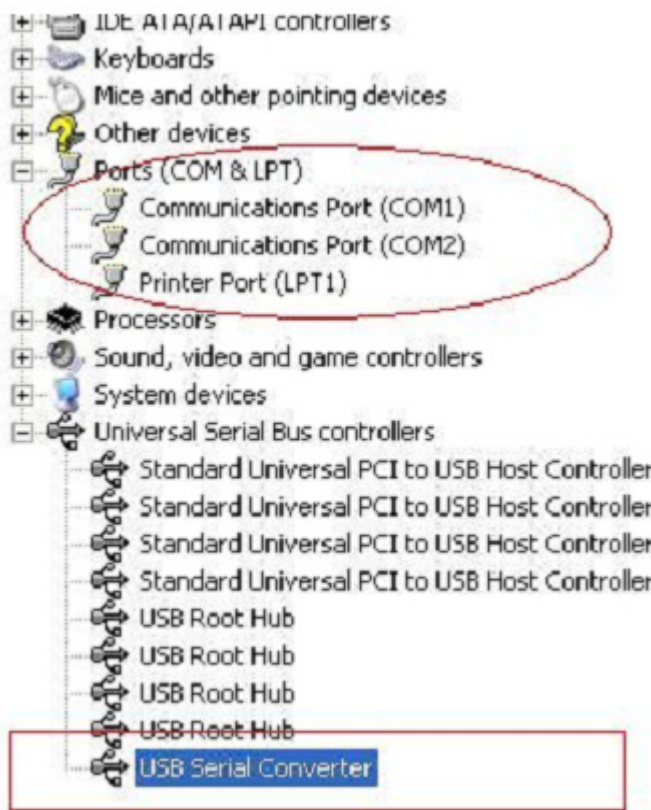 IDE ATA/ATAPI controllers
Keyboards
Mice and other pointing devices
Other devices
Ports (COM & LPT)
Communications Port (COM1)
Communications Port (COM2)
Printer Port (LPT1)
Processors
Sound, video and game controllers
System devices
Universal Serial Bus controllers
Standard Universal PCI to USB Host Controller
Standard Universal PCI to USB Host Controller
Standard Universal PCI to USB Host Controller
Standard Universal PCI to USB Host Controller
USB Root Hub
USB Root Hub
USB Root Hub
USB Root Hub
USB Serial Converter